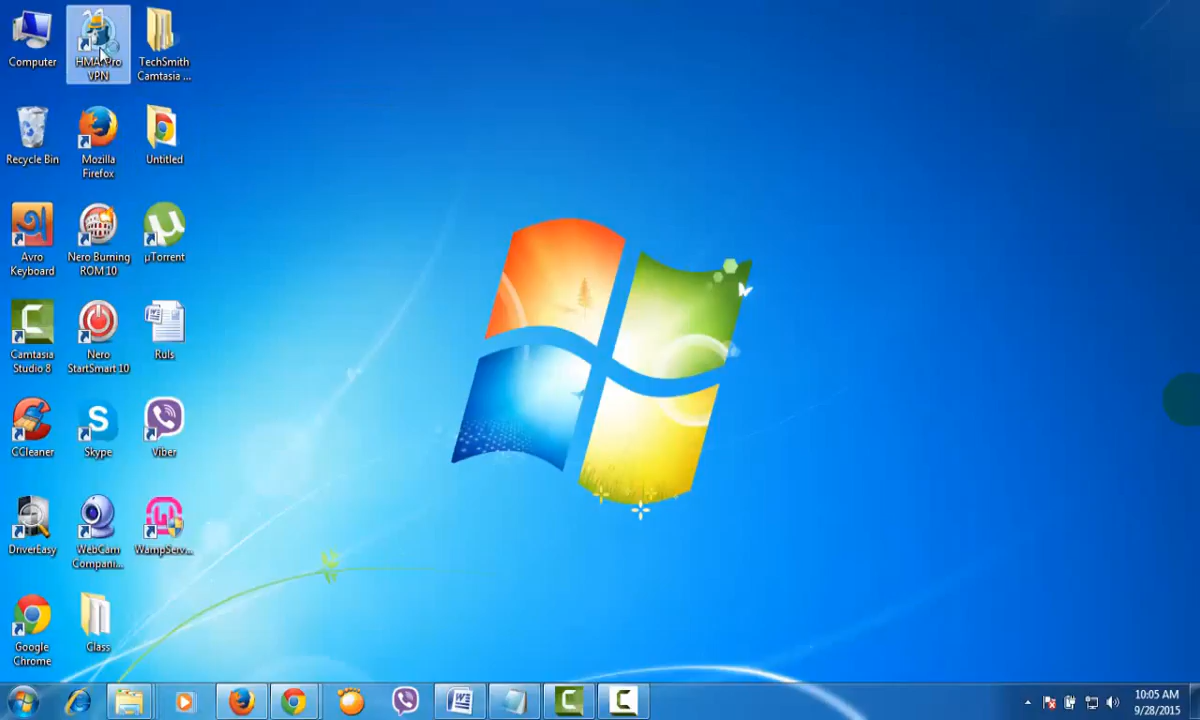 Computer
HMA! Pro
VPN
TechSmith
Camtasia ...
Recycle Bin
Mozilla
Firefox
Untitled
Avro
Keyboard
Nero Burning
ROM 10
µTorrent
Camtasia
Studio 8
Nero
StartSmart 10
Ruls
CCleaner
Skype
Viber
DriverEasy
WebCam
Compani...
WampServ...
Google
Chrome
Glass
10:05 AM
9/28/2015